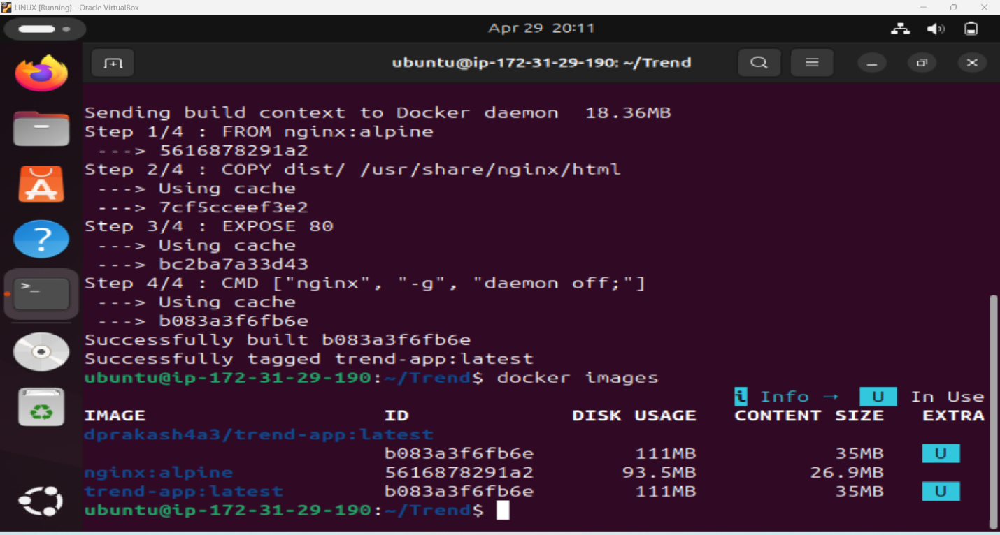 LINUX [Running] - Oracle VirtualBox
Apr 29 20:11
ubuntu@ip-172-31-29-190: ~/Trend
Sending build context to Docker daemon  18.36MB
Step 1/4 : FROM nginx:alpine
 ---> 5616878291a2
Step 2/4 : COPY dist/ /usr/share/nginx/html
 ---> Using cache
 ---> 7cf5cceef3e2
Step 3/4 : EXPOSE 80
 ---> Using cache
 ---> bc2ba7a33d43
Step 4/4 : CMD ["nginx", "-g", "daemon off;"]
 ---> Using cache
 ---> b083a3f6fb6e
Successfully built b083a3f6fb6e
Successfully tagged trend-app:latest
ubuntu@ip-172-31-29-190:~/Trend$ docker images
i Info → U In Use
IMAGE ID DISK USAGE CONTENT SIZE EXTRA
dprakash4a3/trend-app:latest
b083a3f6fb6e 111MB 35MB U
nginx:alpine 5616878291a2 93.5MB 26.9MB
trend-app:latest b083a3f6fb6e 111MB 35MB U
ubuntu@ip-172-31-29-190:~/Trend$